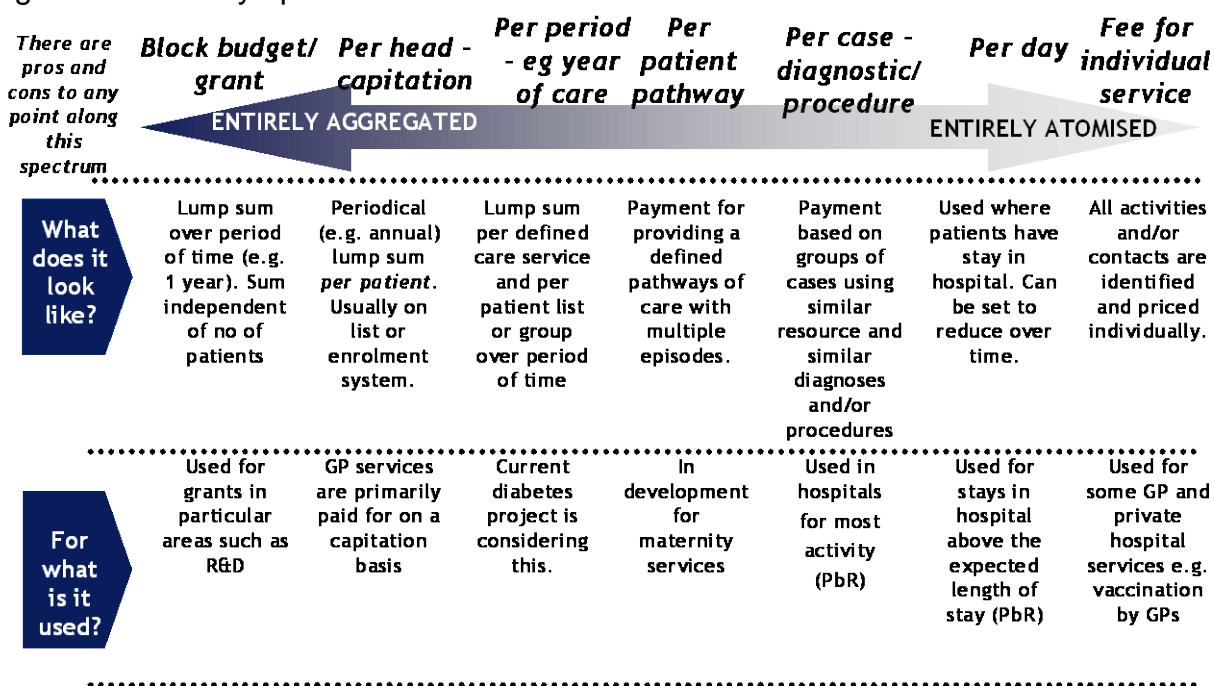 There are
pros and
cons to any
point along
this
spectrum
Block budget/
grant
Per head -
capitation
Per period
- eg year
of care
Per
patient
pathway
Per case -
diagnostic/
procedure
Per day
Fee for
individual
service
ENTIRELY AGGREGATED
ENTIRELY ATOMISED
What
does it
look
like?
Lump sum
over period
of time (e.g.
1 year). Sum
independent
of no of
patients
Periodical
(e.g. annual)
lump sum
per patient.
Usually on
list or
enrolment
system.
Lump sum
per defined
care service
and per
patient list
or group
over period
of time
Payment for
providing a
defined
pathways of
care with
multiple
episodes.
Payment
based on
groups of
cases using
similar
resource and
similar
diagnoses
and/or
procedures
Used where
patients have
stay in
hospital. Can
be set to
reduce over
time.
All activities
and/or
contacts are
identified
and priced
individually.
For
what
is it
used?
Used for
grants in
particular
areas such as
R&D
GP services
are primarily
paid for on a
capitation
basis
Current
diabetes
project is
considering
this.
In
development
for
maternity
services
Used in
hospitals
for most
activity
(PbR)
Used for
stays in
hospital
above the
expected
length of
stay (PbR)
Used for
some GP and
private
hospital
services e.g.
vaccination
by GPs